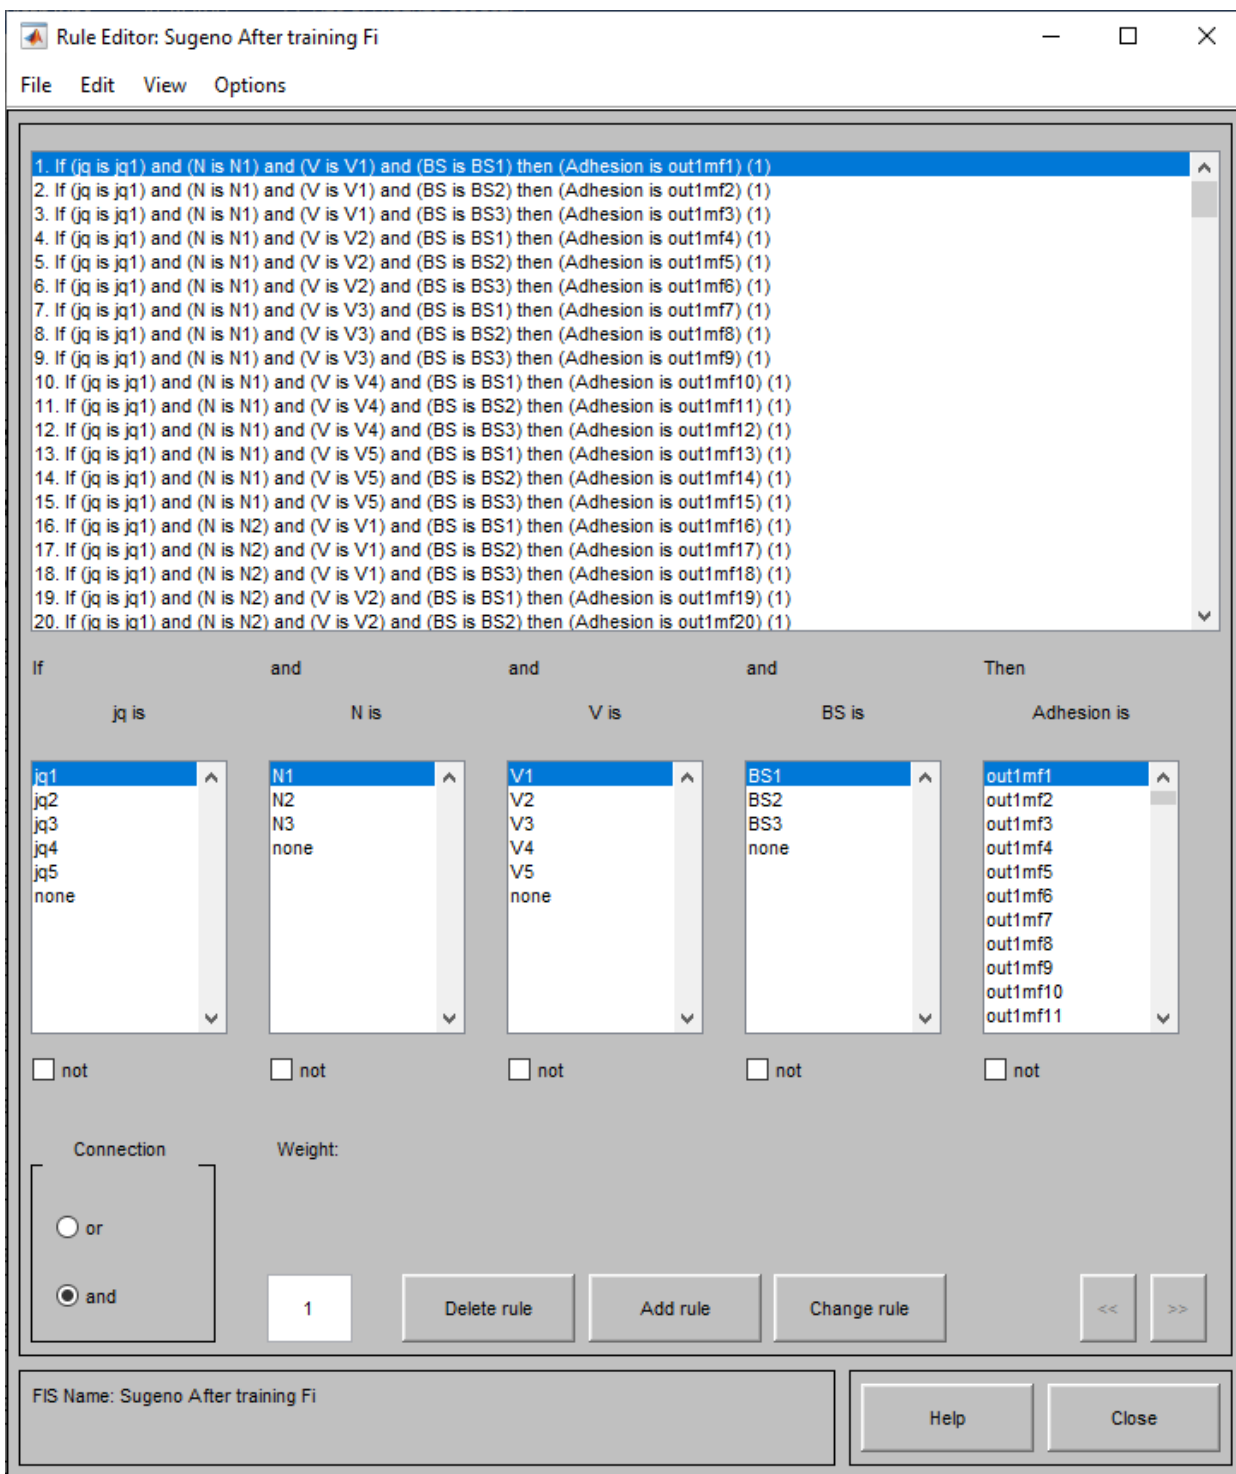 Rule Editor: Sugeno After training Fi
File Edit View Options
1. If (jq is jq1) and (N is N1) and (V is V1) and (BS is BS1) then (Adhesion is out1mf1) (1)
2. If (jq is jq1) and (N is N1) and (V is V1) and (BS is BS2) then (Adhesion is out1mf2) (1)
3. If (jq is jq1) and (N is N1) and (V is V1) and (BS is BS3) then (Adhesion is out1mf3) (1)
4. If (jq is jq1) and (N is N1) and (V is V2) and (BS is BS1) then (Adhesion is out1mf4) (1)
5. If (jq is jq1) and (N is N1) and (V is V2) and (BS is BS2) then (Adhesion is out1mf5) (1)
6. If (jq is jq1) and (N is N1) and (V is V2) and (BS is BS3) then (Adhesion is out1mf6) (1)
7. If (jq is jq1) and (N is N1) and (V is V3) and (BS is BS1) then (Adhesion is out1mf7) (1)
8. If (jq is jq1) and (N is N1) and (V is V3) and (BS is BS2) then (Adhesion is out1mf8) (1)
9. If (jq is jq1) and (N is N1) and (V is V3) and (BS is BS3) then (Adhesion is out1mf9) (1)
10. If (jq is jq1) and (N is N1) and (V is V4) and (BS is BS1) then (Adhesion is out1mf10) (1)
11. If (jq is jq1) and (N is N1) and (V is V4) and (BS is BS2) then (Adhesion is out1mf11) (1)
12. If (jq is jq1) and (N is N1) and (V is V4) and (BS is BS3) then (Adhesion is out1mf12) (1)
13. If (jq is jq1) and (N is N1) and (V is V5) and (BS is BS1) then (Adhesion is out1mf13) (1)
14. If (jq is jq1) and (N is N1) and (V is V5) and (BS is BS2) then (Adhesion is out1mf14) (1)
15. If (jq is jq1) and (N is N1) and (V is V5) and (BS is BS3) then (Adhesion is out1mf15) (1)
16. If (jq is jq1) and (N is N2) and (V is V1) and (BS is BS1) then (Adhesion is out1mf16) (1)
17. If (jq is jq1) and (N is N2) and (V is V1) and (BS is BS2) then (Adhesion is out1mf17) (1)
18. If (jq is jq1) and (N is N2) and (V is V1) and (BS is BS3) then (Adhesion is out1mf18) (1)
19. If (jq is jq1) and (N is N2) and (V is V2) and (BS is BS1) then (Adhesion is out1mf19) (1)
20. If (jq is jq1) and (N is N2) and (V is V2) and (BS is BS2) then (Adhesion is out1mf20) (1)
If and and and Then
jq is N is V is BS is Adhesion is
jq1 N1 V1 BS1 out1mf1
jq2 N2 V2 BS2 out1mf2
jq3 N3 V3 BS3 out1mf3
jq4 none V4 none out1mf4
jq5 V5 out1mf5
none none out1mf6
out1mf7
out1mf8
out1mf9
out1mf10
out1mf11
not not not not not
Connection Weight:
or
and 1 Delete rule Add rule Change rule << >>
FIS Name: Sugeno After training Fi
Help Close